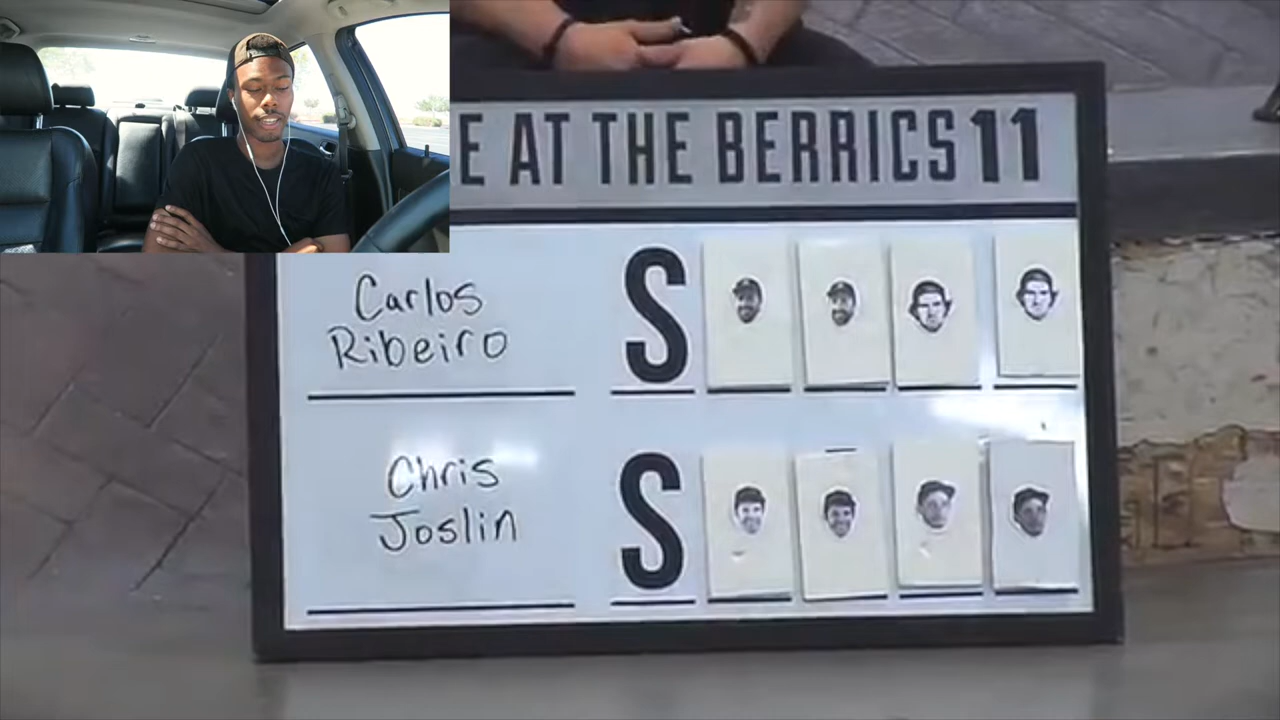 E AT THE BERRICS 11
Carlos
Ribeiro
S
Chris
Joslin
S